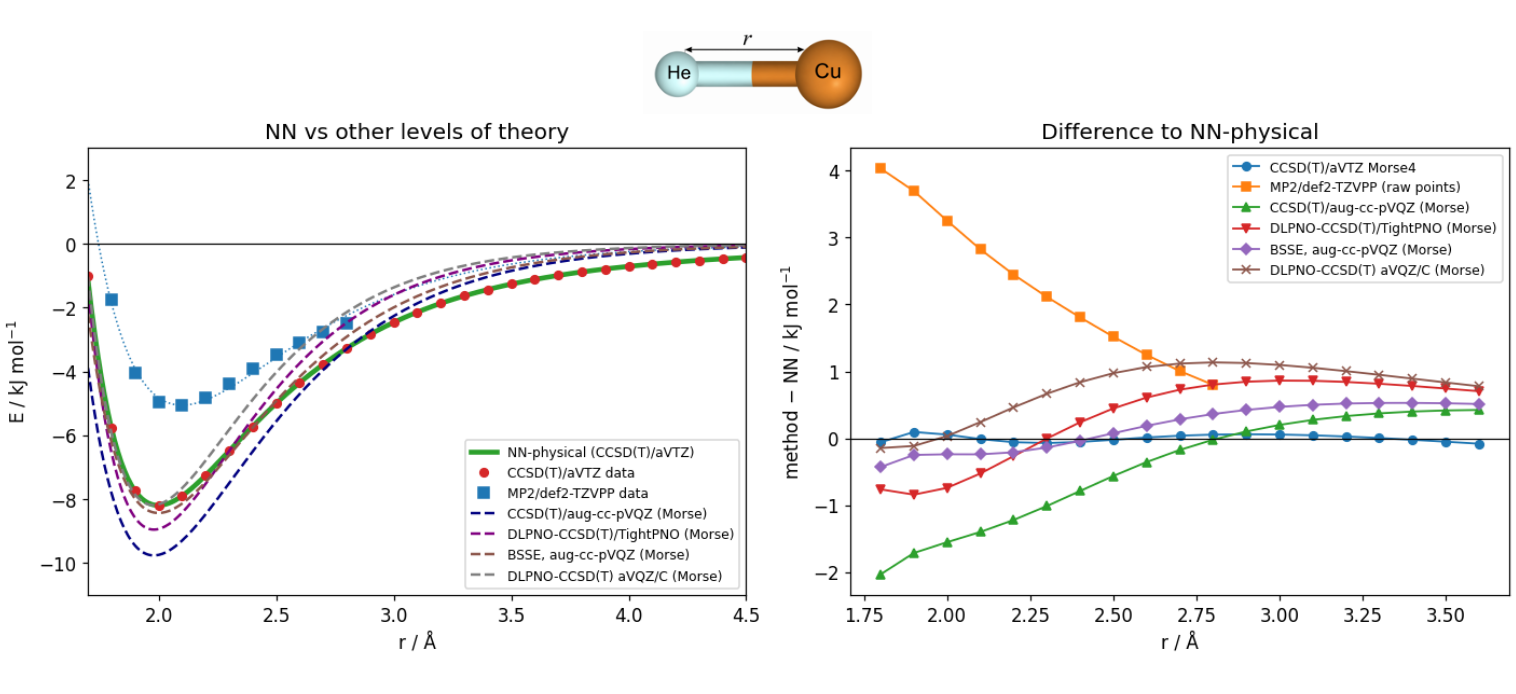 r
He
Cu
NN vs other levels of theory
E / kJ mol⁻¹
2
0
−2
−4
−6
−8
−10
2.0 2.5 3.0 3.5 4.0 4.5
r / Å
NN-physical (CCSD(T)/aVTZ)
CCSD(T)/aVTZ data
MP2/def2-TZVPP data
CCSD(T)/aug-cc-pVQZ (Morse)
DLPNO-CCSD(T)/TightPNO (Morse)
BSSE, aug-cc-pVQZ (Morse)
DLPNO-CCSD(T) aVQZ/C (Morse)
Difference to NN-physical
method − NN / kJ mol⁻¹
4
3
2
1
0
−1
−2
1.75 2.00 2.25 2.50 2.75 3.00 3.25 3.50
r / Å
CCSD(T)/aVTZ Morse4
MP2/def2-TZVPP (raw points)
CCSD(T)/aug-cc-pVQZ (Morse)
DLPNO-CCSD(T)/TightPNO (Morse)
BSSE, aug-cc-pVQZ (Morse)
DLPNO-CCSD(T) aVQZ/C (Morse)